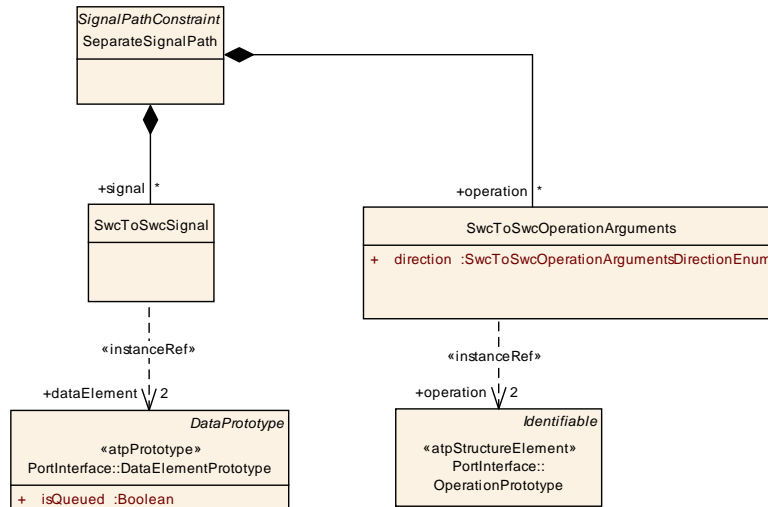 SignalPathConstraint
SeparateSignalPath
+signal *
+operation *
SwcToSwcSignal
SwcToSwcOperationArguments
+ direction :SwcToSwcOperationArgumentsDirectionEnum
«instanceRef»
«instanceRef»
+dataElement 2
+operation 2
DataPrototype
«atpPrototype»
PortInterface::DataElementPrototype
+ isQueued :Boolean
Identifiable
«atpStructureElement»
PortInterface::
OperationPrototype